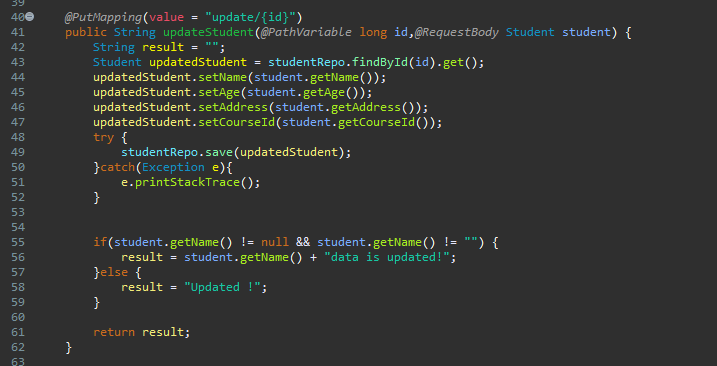 39
40 @PutMapping(value = "update/{id}")
41 public String updateStudent(@PathVariable long id,@RequestBody Student student) {
42 String result = "";
43 Student updatedStudent = studentRepo.findById(id).get();
44 updatedStudent.setName(student.getName());
45 updatedStudent.setAge(student.getAge());
46 updatedStudent.setAddress(student.getAddress());
47 updatedStudent.setCourseId(student.getCourseId());
48 try {
49 studentRepo.save(updatedStudent);
50 }catch(Exception e){
51 e.printStackTrace();
52 }
53
54
55 if(student.getName() != null && student.getName() != "") {
56 result = student.getName() + "data is updated!";
57 }else {
58 result = "Updated !";
59 }
60
61 return result;
62 }
63